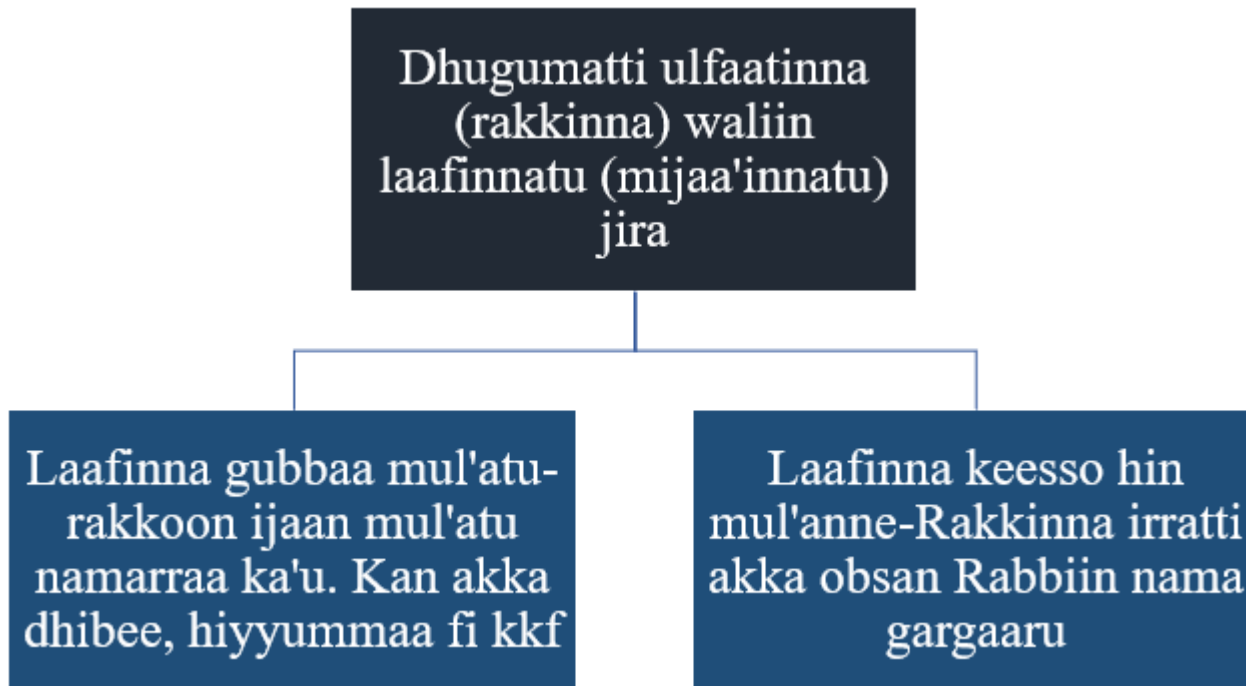 Dhugumatti ulfaatinna
(rakkinna) waliin
laafinnatu (mijaa'innatu)
jira
Laafinna gubbaa mul'atu-
rakkoon ijaan mul'atu
namarraa ka'u. Kan akka
dhibee, hiyyummaa fi kkf
Laafinna keesso hin
mul'anne-Rakkinna irratti
akka obsan Rabbiin nama
gargaaru